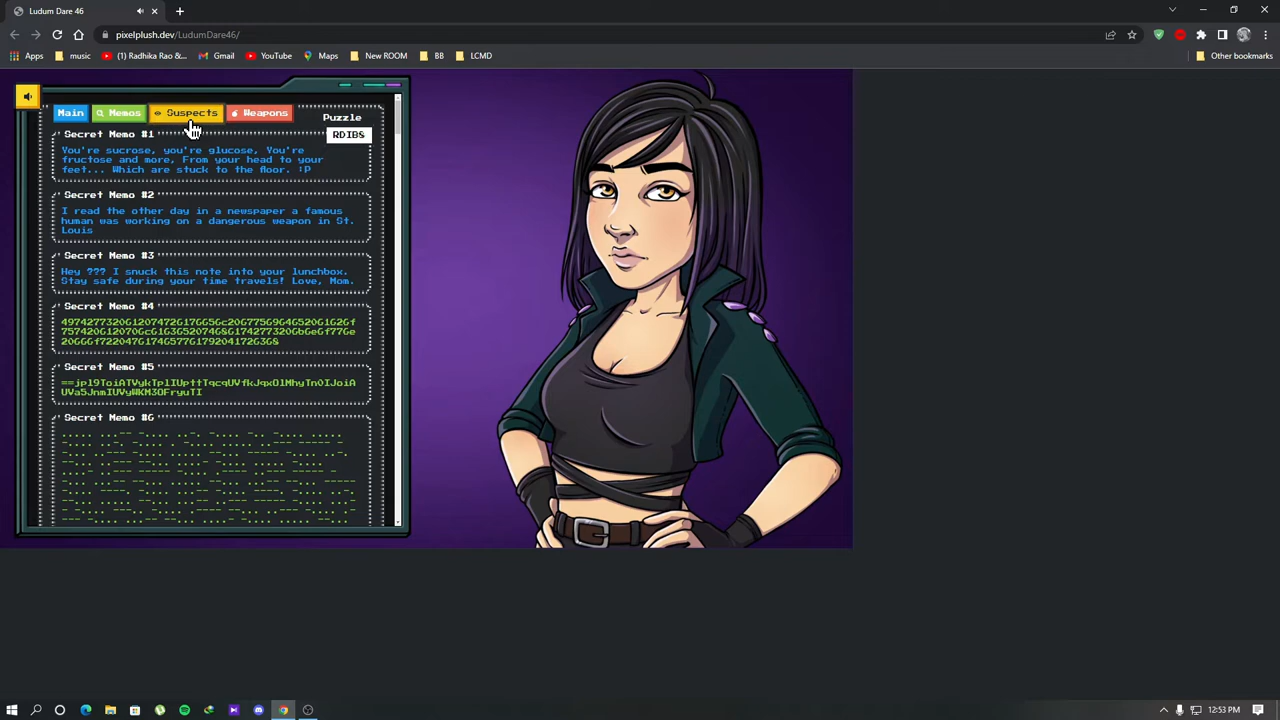 Ludum Dare 46
pixelplush.dev/LudumDare46/
Apps
music
(1) Radhika Rao &...
YouTube
Gmail
Maps
New ROOM
BB
LCMD
Other bookmarks
Main
Memos
Suspects
Weapons
Puzzle
RDIBS
Secret Memo #1
You're sucrose, you're glucose, You're
fructose and more, From your head to your
feet... Which are stuck to the floor. :P
Secret Memo #2
I read the other day in a newspaper a famous
human was working on a dangerous weapon in St.
Louis
Secret Memo #3
Hey ??? I snuck this note into your lunchbox.
Stay safe during your time travels! Love, Mom.
Secret Memo #4
Secret Memo #5
Secret Memo #6
12:53 PM